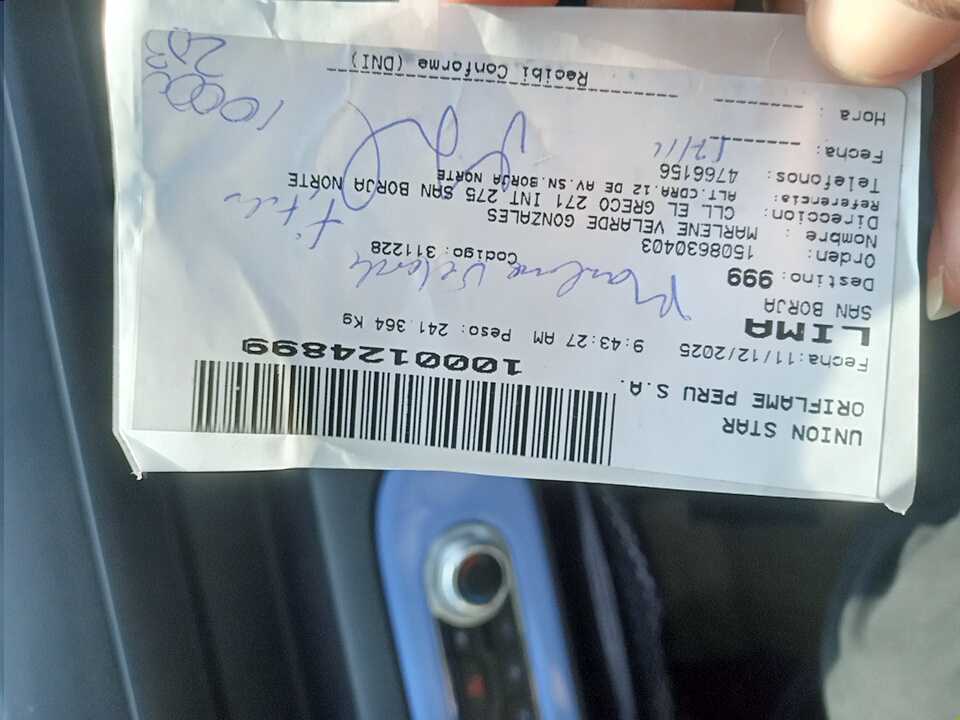 UNION STAR
ORIFLAME PERU S.A.
1000124899
Fecha:11/12/2025 9:43:27 AM Peso: 241.364 Kg
LIMA
SAN BORJA
Destino: 999 Codigo: 311228
Marlene Velarde
Orden: 1508630403
Nombre : MARLENE VELARDE GONZALES
Direccion: CLL EL GRECO 271 INT 275 SAN BORJA NORTE
Referencia: ALT.CDRA.12 DE AV.SN.BORJA NORTE
Telefonos: 4766156
Fecha: --------
Hora : --------
Recibi Conforme (DNI)